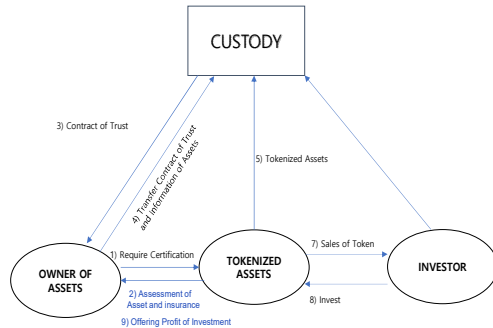 CUSTODY
3) Contract of Trust
4) Transfer Contract of Trust
and Information of Assets
5) Tokenized Assets
1) Require Certification
7) Sales of Token
OWNER OF
ASSETS
TOKENIZED
ASSETS
INVESTOR
2) Assessment of
Asset and insurance
8) Invest
9) Offering Profit of Investment